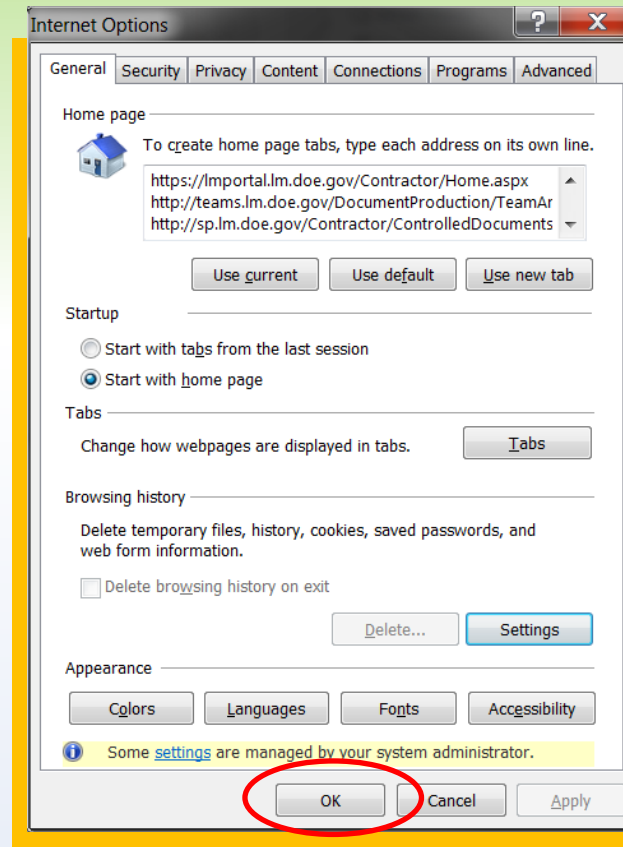 Internet Options
? X
General Security Privacy Content Connections Programs Advanced
Home page
To create home page tabs, type each address on its own line.
https://lmportal.lm.doe.gov/Contractor/Home.aspx
http://teams.lm.doe.gov/DocumentProduction/TeamAr
http://sp.lm.doe.gov/Contractor/ControlledDocuments
Use current Use default Use new tab
Startup
Start with tabs from the last session
Start with home page
Tabs
Change how webpages are displayed in tabs. Tabs
Browsing history
Delete temporary files, history, cookies, saved passwords, and
web form information.
Delete browsing history on exit
Delete... Settings
Appearance
Colors Languages Fonts Accessibility
Some settings are managed by your system administrator.
OK Cancel Apply